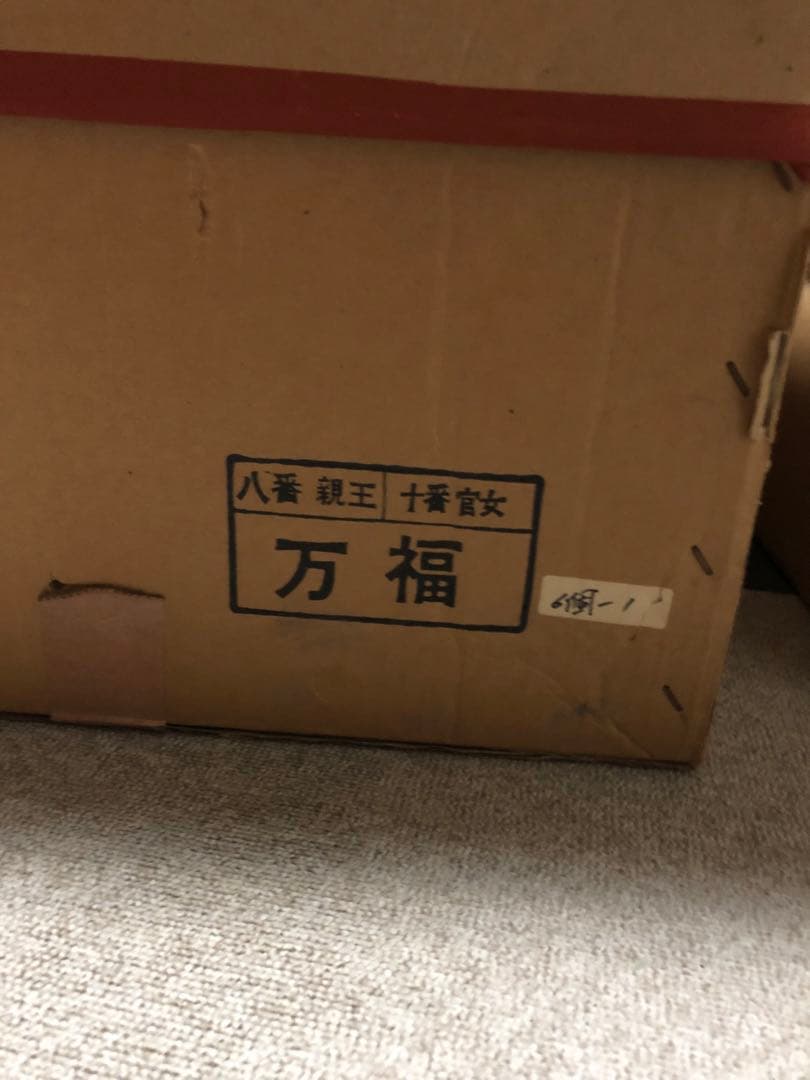 八番 親王 十番官女
万福
6個-1